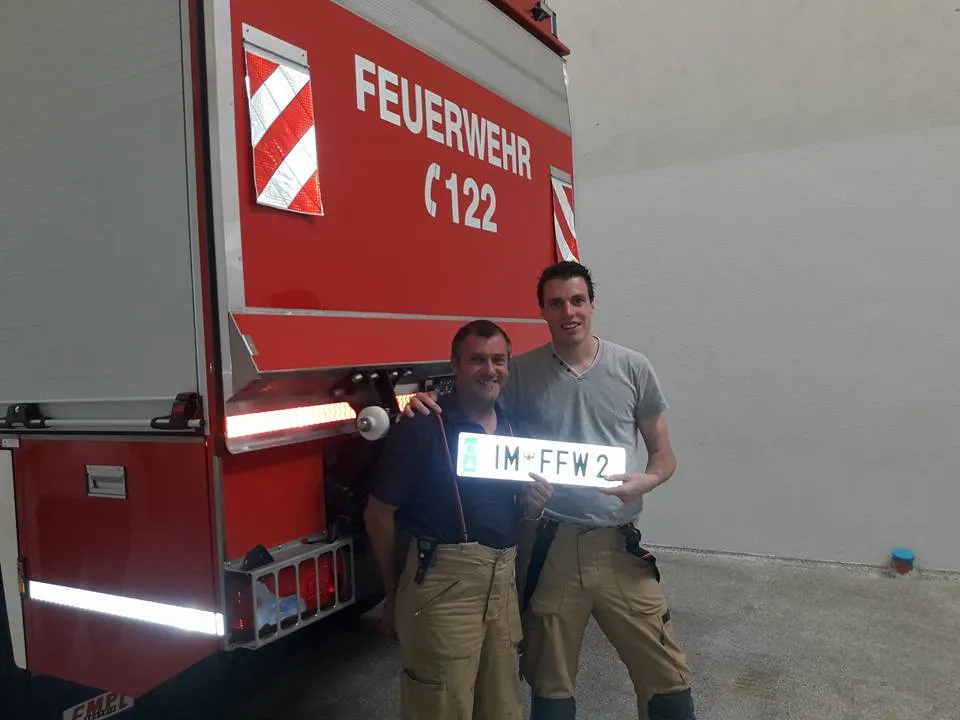 FEUERWEHR
122
IM FFW 2
EMPL